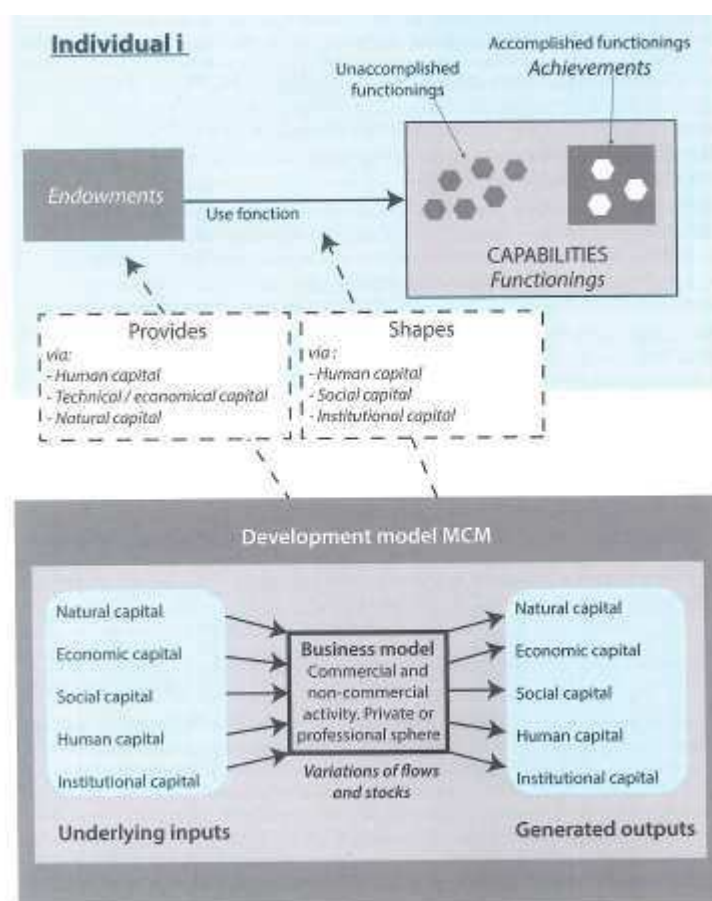 Individual i
Accomplished functionings
Achievements
Unaccomplished
functionings
Endowments
Use fonction
CAPABILITIES
Functionings
Provides
via:
- Human capital
- Technical / economical capital
- Natural capital
Shapes
via :
- Human capital
- Social capital
- Institutional capital
Development model MCM
Natural capital
Economic capital
Social capital
Human capital
Institutional capital
Underlying inputs
Business model
Commercial and
non-commercial
activity. Private or
professional sphere
Variations of flows
and stocks
Natural capital
Economic capital
Social capital
Human capital
Institutional capital
Generated outputs